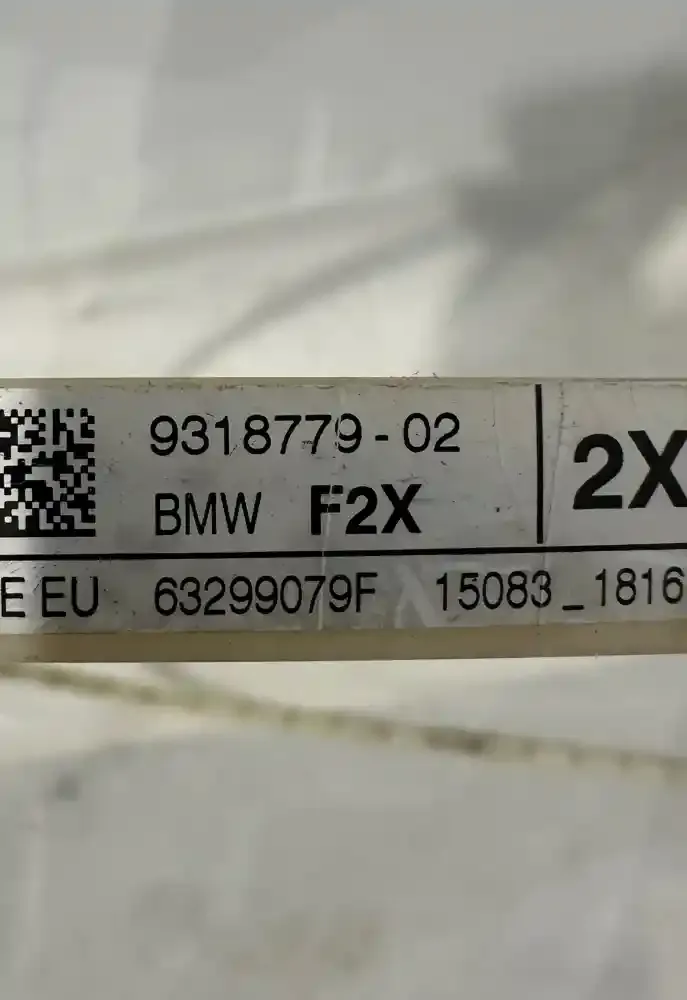 9318779-02
BMW F2X
2X
E EU 63299079F 15083_1816